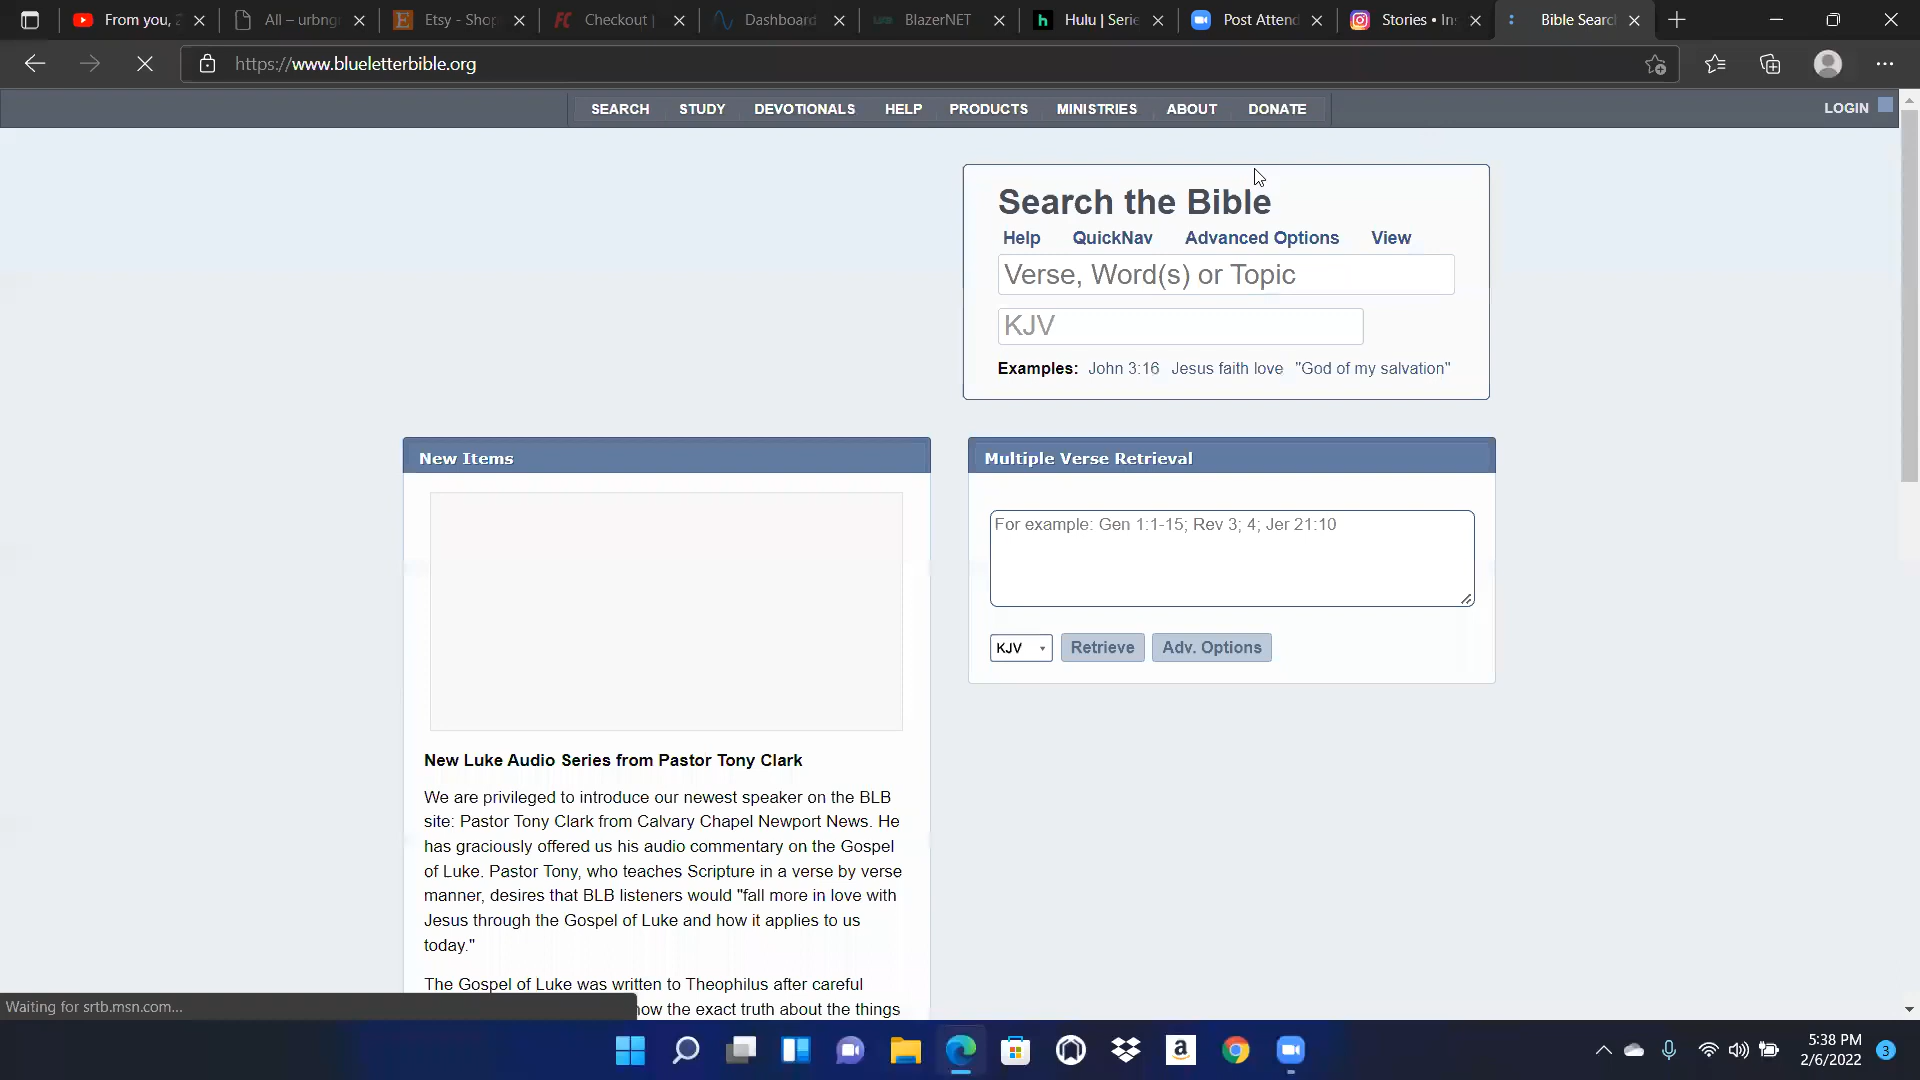 From you, 2
All – urbng
Etsy - Shop
FC
Checkout |
Dashboard
BlazerNET
h
Hulu | Serie
Post Attend
Stories • In
Bible Searc
https://www.blueletterbible.org
SEARCH STUDY DEVOTIONALS HELP PRODUCTS MINISTRIES ABOUT DONATE
LOGIN
Search the Bible
Help QuickNav Advanced Options View
Verse, Word(s) or Topic
KJV
Examples: John 3:16 Jesus faith love "God of my salvation"
New Items
Multiple Verse Retrieval
For example: Gen 1:1-15; Rev 3; 4; Jer 21:10
KJV Retrieve Adv. Options
New Luke Audio Series from Pastor Tony Clark
We are privileged to introduce our newest speaker on the BLB
site: Pastor Tony Clark from Calvary Chapel Newport News. He
has graciously offered us his audio commentary on the Gospel
of Luke. Pastor Tony, who teaches Scripture in a verse by verse
manner, desires that BLB listeners would "fall more in love with
Jesus through the Gospel of Luke and how it applies to us
today."
The Gospel of Luke was written to Theophilus after careful
now the exact truth about the things
Waiting for srtb.msn.com...
a
5:38 PM
2/6/2022
3